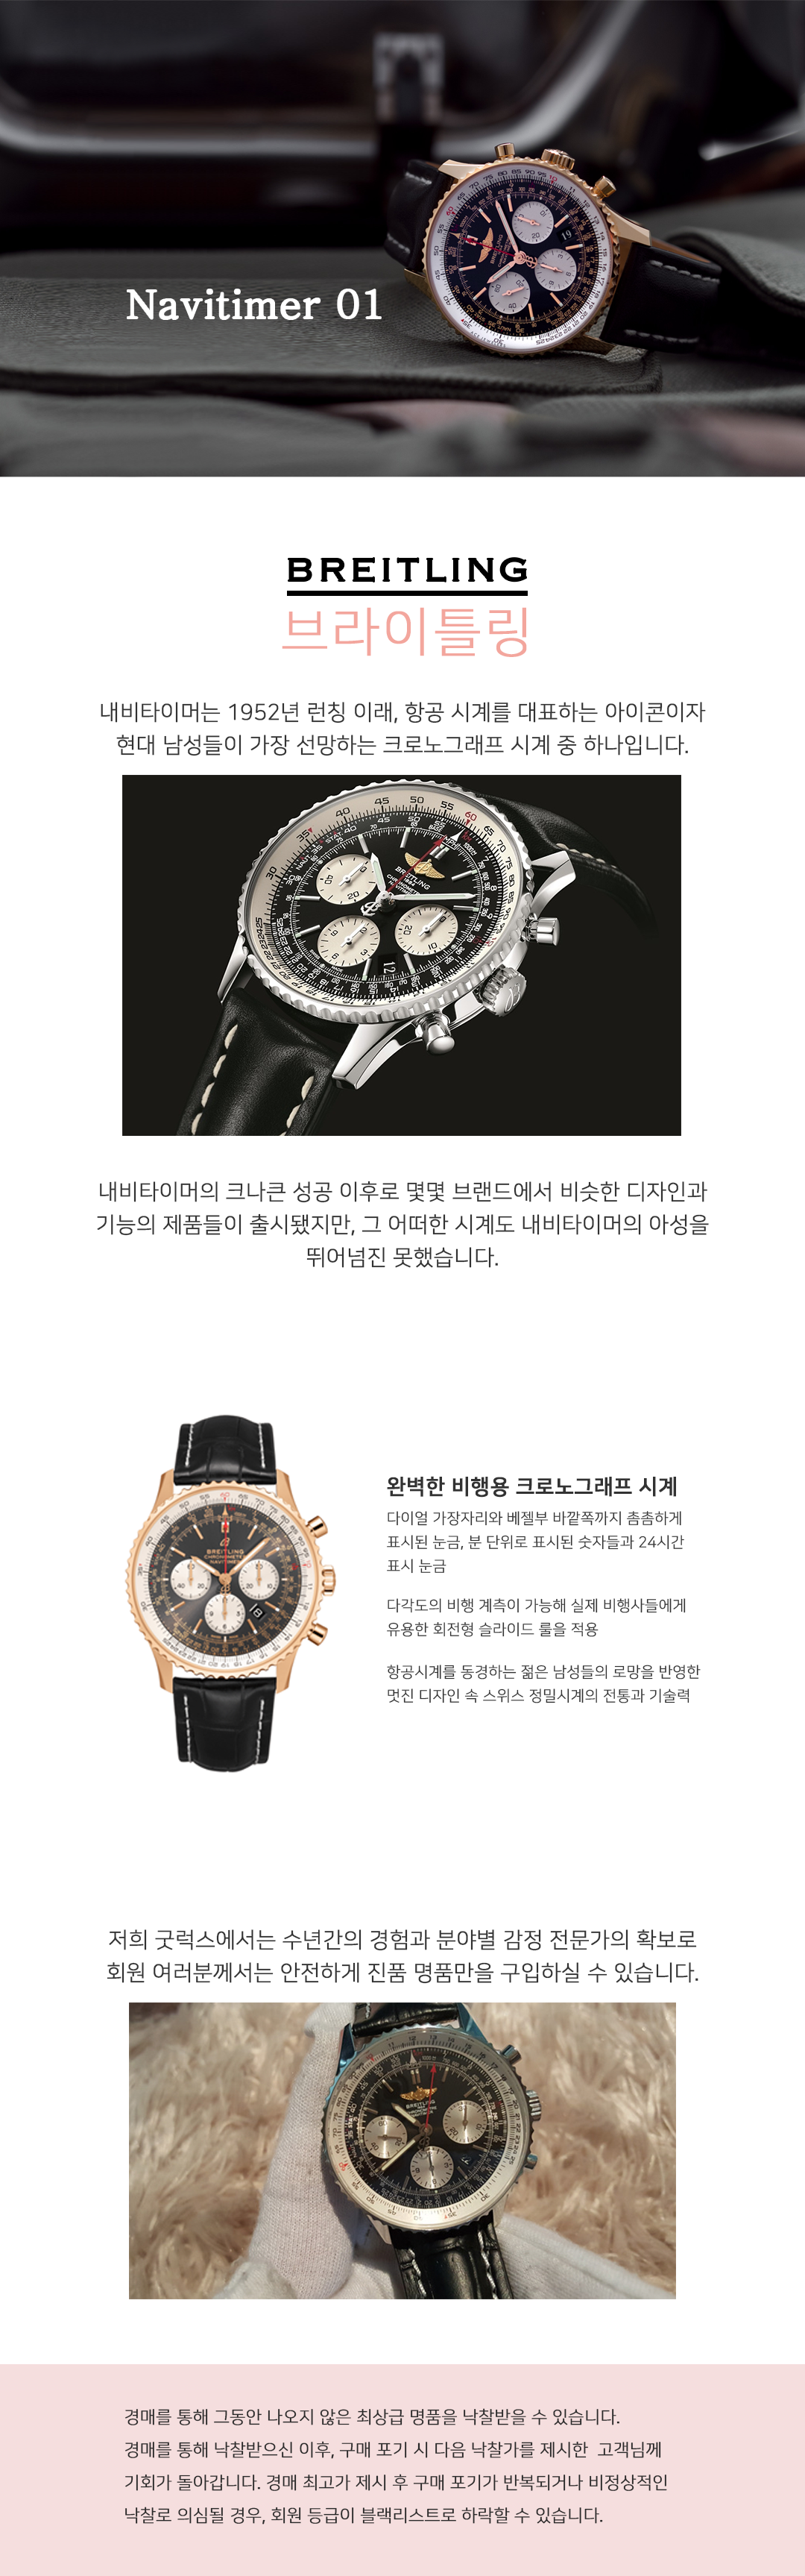 Navitimer 01
BREITLING
브라이틀링
내비타이머는 1952년 런칭 이래, 항공 시계를 대표하는 아이콘이자
현대 남성들이 가장 선망하는 크로노그래프 시계 중 하나입니다.
내비타이머의 크나큰 성공 이후로 몇몇 브랜드에서 비슷한 디자인과
기능의 제품들이 출시됐지만, 그 어떠한 시계도 내비타이머의 아성을
뛰어넘진 못했습니다.
완벽한 비행용 크로노그래프 시계
다이얼 가장자리와 베젤부 바깥쪽까지 촘촘하게
표시된 눈금, 분 단위로 표시된 숫자들과 24시간
표시 눈금
다각도의 비행 계측이 가능해 실제 비행사들에게
유용한 회전형 슬라이드 룰을 적용
항공시계를 동경하는 젊은 남성들의 로망을 반영한
멋진 디자인 속 스위스 정밀시계의 전통과 기술력
저희 굿럭스에서는 수년간의 경험과 분야별 감정 전문가의 확보로
회원 여러분께서는 안전하게 진품 명품만을 구입하실 수 있습니다.
경매를 통해 그동안 나오지 않은 최상급 명품을 낙찰받을 수 있습니다.
경매를 통해 낙찰받으신 이후, 구매 포기 시 다음 낙찰가를 제시한 고객님께
기회가 돌아갑니다. 경매 최고가 제시 후 구매 포기가 반복되거나 비정상적인
낙찰로 의심될 경우, 회원 등급이 블랙리스트로 하락할 수 있습니다.